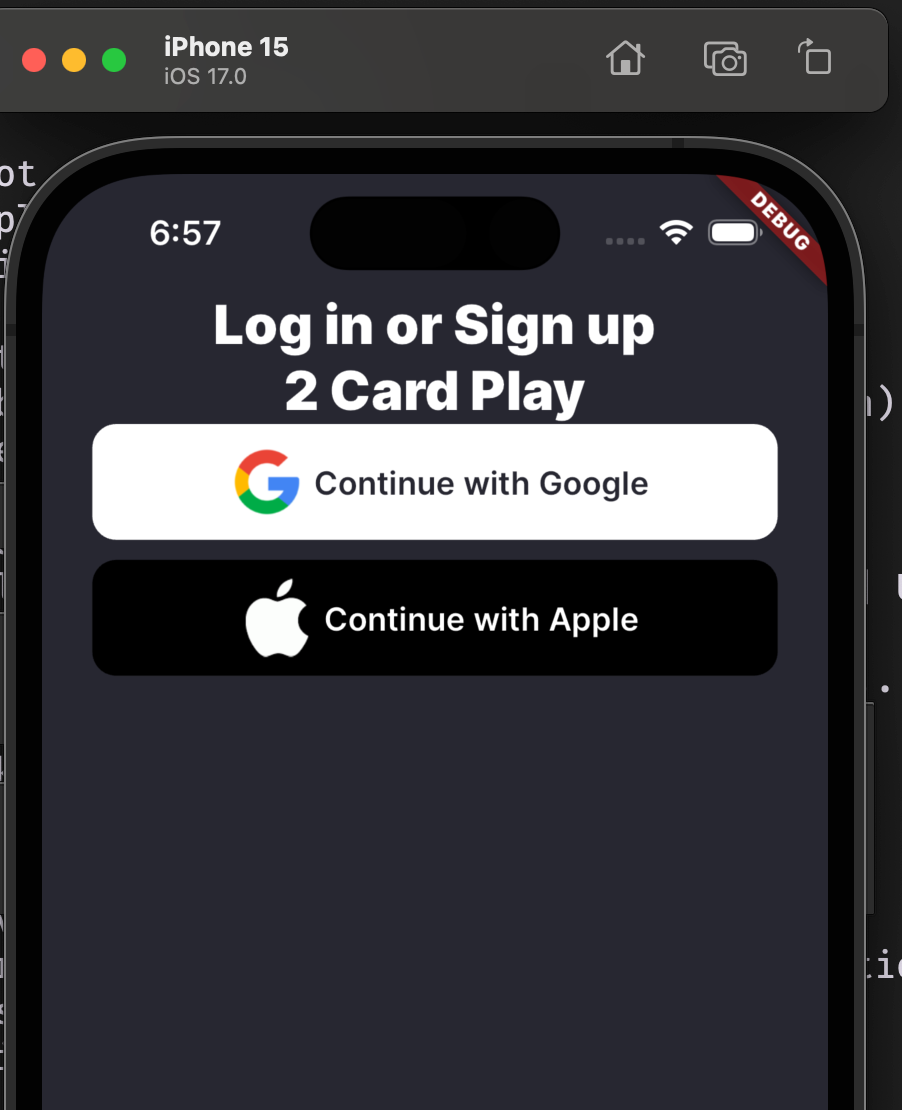 iPhone 15
iOS 17.0
6:57
DEBUG
Log in or Sign up
2 Card Play
Continue with Google
Continue with Apple